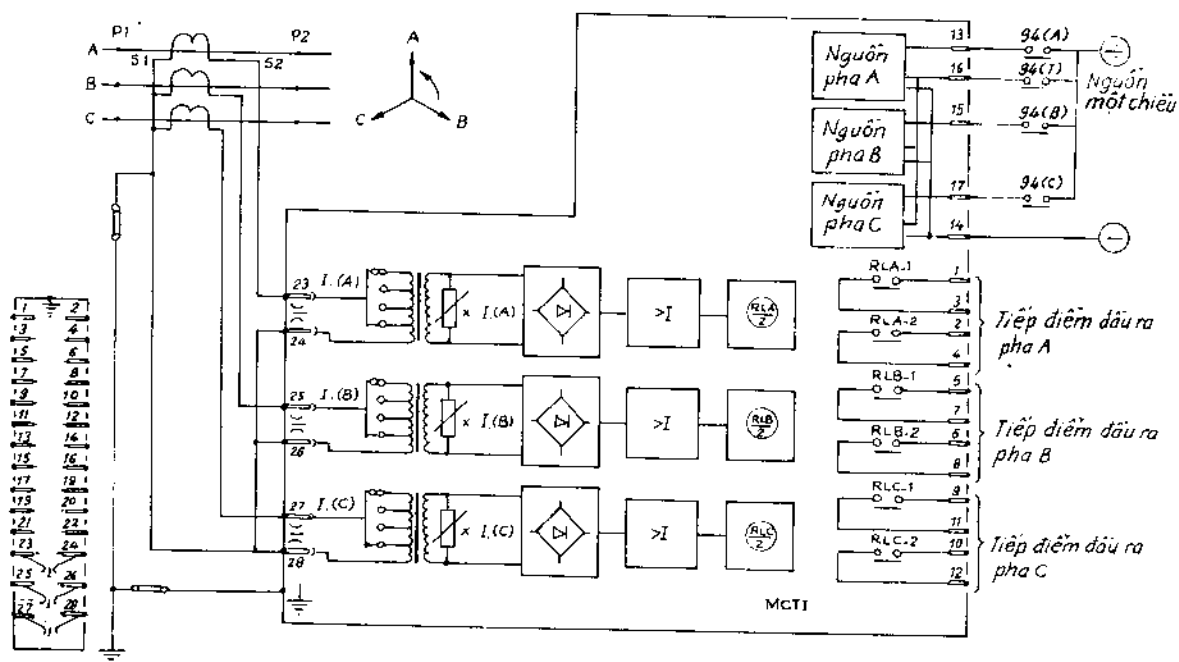 P1 P2
A
S1 S2
B
C
A
C B
Nguồn
pha A
Nguồn
pha B
Nguồn
pha C
13 94(A)
16 94(T)
15 94(B)
17 94(C)
14
Nguồn
một chiều
+
−
23 I.(A)
24
× I.(A)
>I
RLA
2
25 I.(B)
26
× I.(B)
>I
RLB
2
27 I.(C)
28
× I.(C)
>I
RLC
2
RLA-1 1
3
RLA-2 2
4
Tiếp điểm đầu ra
pha A
RLB-1 5
7
RLB-2 6
8
Tiếp điểm đầu ra
pha B
RLC-1 9
11
RLC-2 10
12
Tiếp điểm đầu ra
pha C
MCTI
1 2
3 4
5 6
7 8
9 10
11 12
13 14
15 16
17 18
19 20
21 22
23 24
25 26
27 28